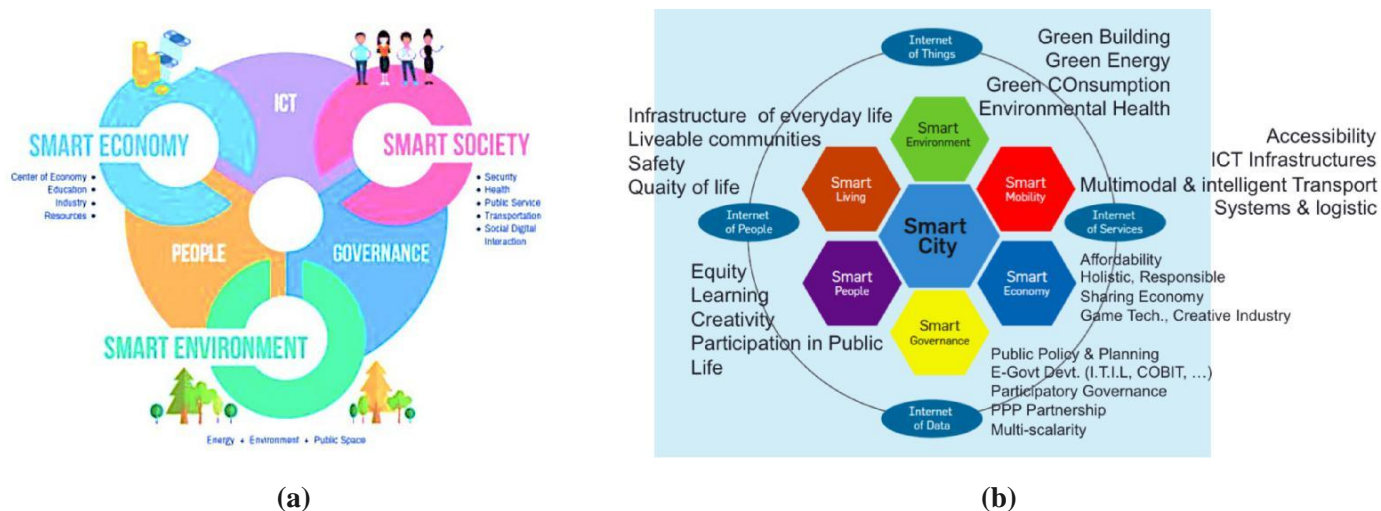 ICT
SMART ECONOMY
Center of Economy •
Education •
Industry •
Resources •
SMART SOCIETY
• Security
• Health
• Public Service
• Transportation
• Social Digital
Interaction
PEOPLE
GOVERNANCE
SMART ENVIRONMENT
Energy + Environment + Public Space
(a)
Internet
of Things
Green Building
Green Energy
Green COnsumption
Environmental Health
Infrastructure of everyday life
Liveable communities
Safety
Quaity of life
Smart
Environment
Accessibility
ICT Infrastructures
Multimodal & intelligent Transport
Systems & logistic
Smart
Living
Smart
Mobility
Internet
of People
Smart
City
Internet
of Services
Equity
Learning
Creativity
Participation in Public
Life
Smart
People
Smart
Economy
Affordability
Holistic, Responsible
Sharing Economy
Game Tech., Creative Industry
Smart
Governance
Public Policy & Planning
E-Govt Devt. (I.T.I.L, COBIT, …)
Participatory Governance
PPP Partnership
Multi-scalarity
Internet
of Data
(b)